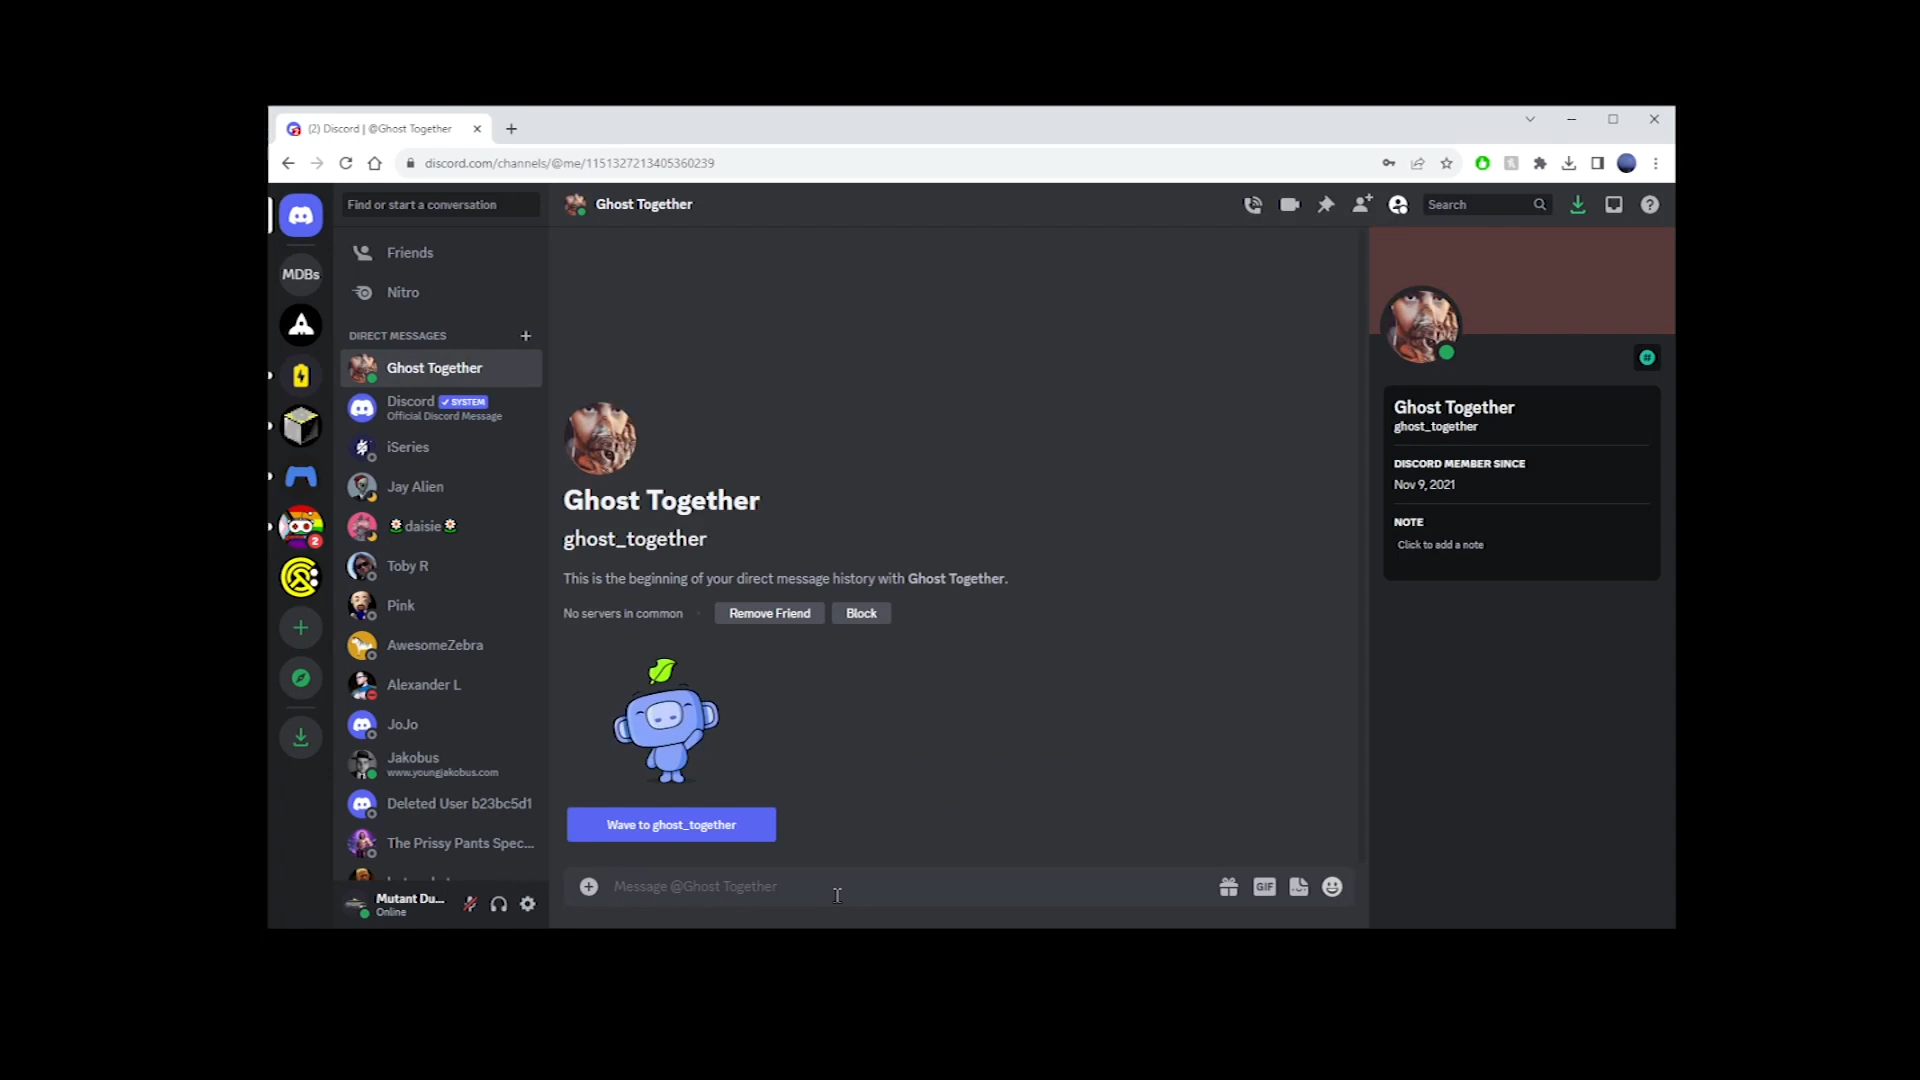 (2) Discord | @Ghost Together
discord.com/channels/@me/1151327213405360239
Find or start a conversation
Ghost Together
Search
MDBs
Friends
Nitro
DIRECT MESSAGES
Ghost Together
Discord SYSTEM
Official Discord Message
iSeries
Jay Alien
daisie
Toby R
Pink
AwesomeZebra
Alexander L
JoJo
Jakobus
www.youngjakobus.com
Deleted User b23bc5d1
The Prissy Pants Spec...
2
Mutant Du...
Online
Ghost Together
ghost_together
This is the beginning of your direct message history with Ghost Together.
No servers in common
Remove Friend
Block
Wave to ghost_together
Message @Ghost Together
GIF
Ghost Together
ghost_together
DISCORD MEMBER SINCE
Nov 9, 2021
NOTE
Click to add a note